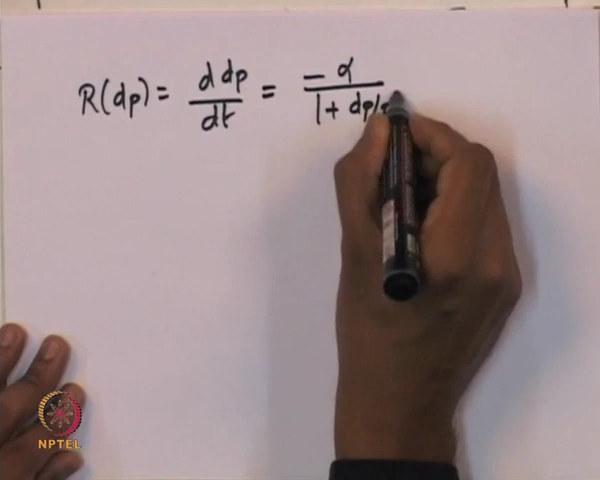 R(dp) = d dp / dt = - α / 1 + dp/
NPTEL